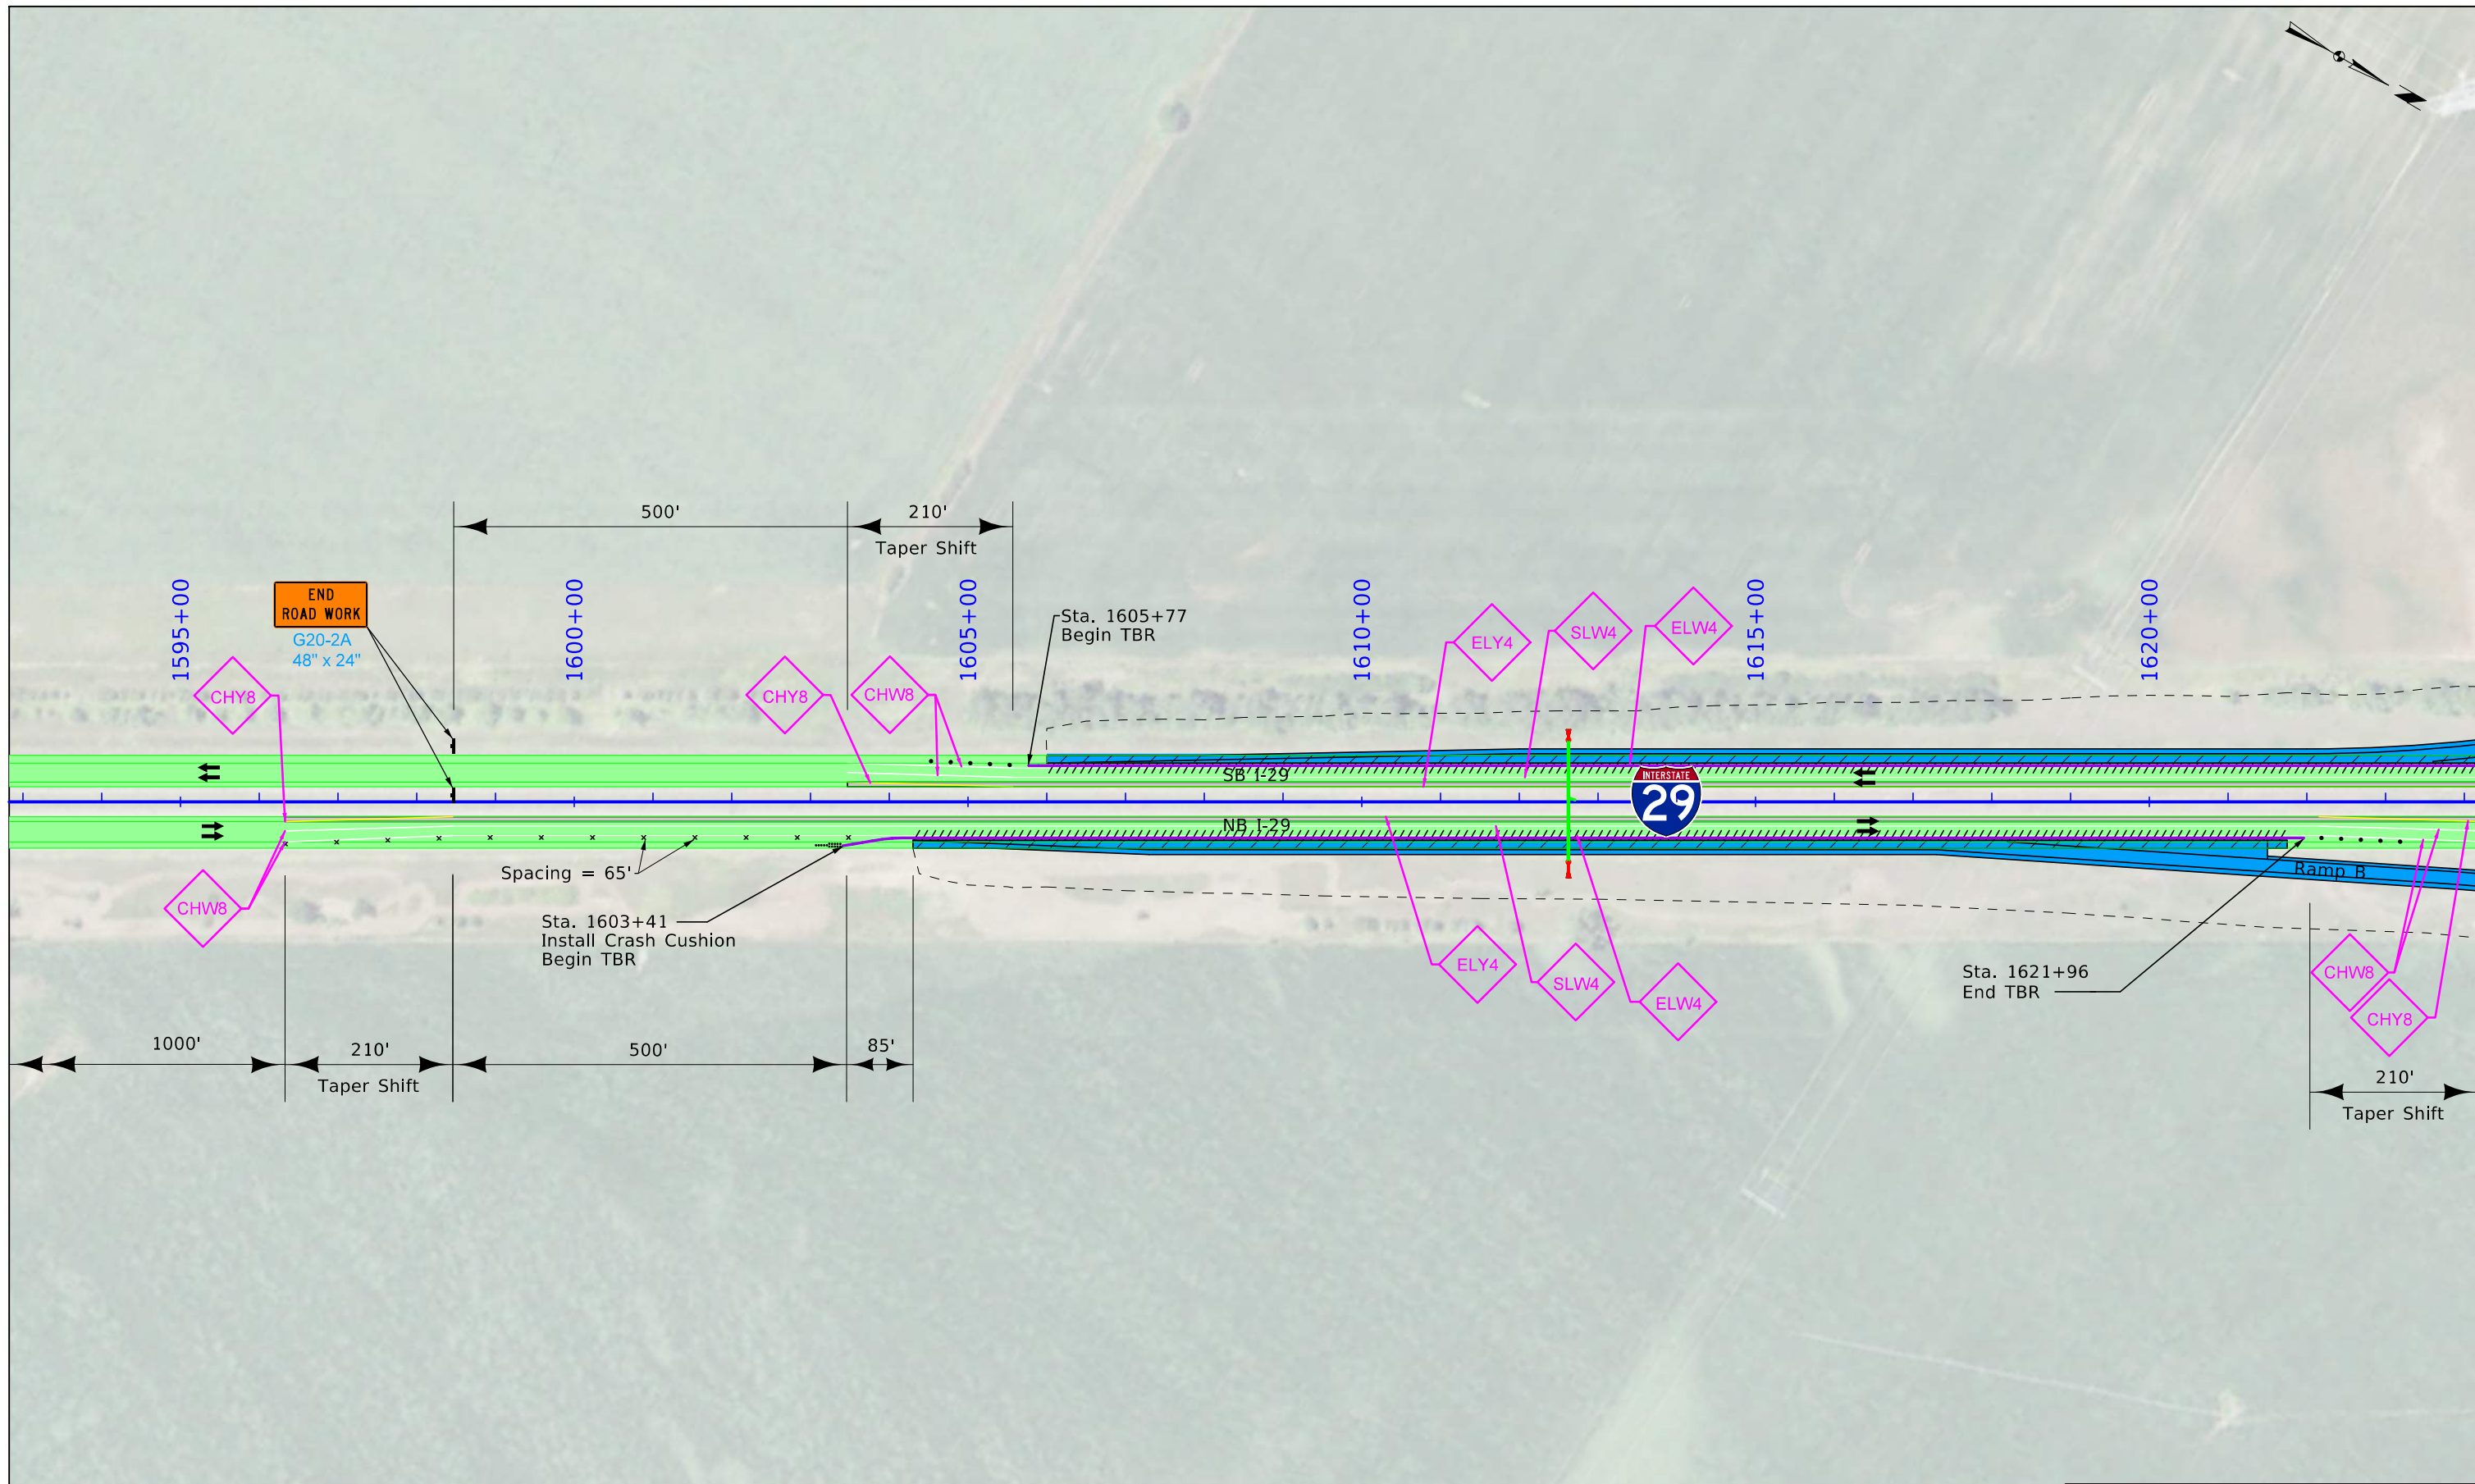 500'
210'
Taper Shift
1595+00
1600+00
1605+00
1610+00
1615+00
1620+00
END
ROAD WORK
G20-2A
48" x 24"
Sta. 1605+77
Begin TBR
CHY8
CHY8
CHW8
ELY4
SLW4
ELW4
SB I-29
INTERSTATE
29
NB I-29
Spacing = 65'
Ramp B
CHW8
Sta. 1603+41
Install Crash Cushion
Begin TBR
ELY4
SLW4
ELW4
Sta. 1621+96
End TBR
CHW8
CHY8
1000'
210'
Taper Shift
500'
85'
210'
Taper Shift